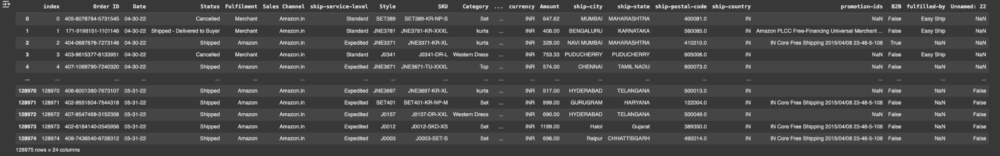 index Order ID Date Status Fulfilment Sales Channel ship-service-level Style SKU Category ... currency Amount ship-city ship-state ship-postal-code ship-country promotion-ids B2B fulfilled-by Unnamed: 22
0 0 405-8078784-5731545 04-30-22 Cancelled Merchant Amazon.in Standard SET389 SET389-KR-NP-S Set ... INR 647.62 MUMBAI MAHARASHTRA 400081.0 IN NaN False Easy Ship NaN
1 1 171-9198151-1101146 04-30-22 Shipped - Delivered to Buyer Merchant Amazon.in Standard JNE3781 JNE3781-KR-XXXL kurta ... INR 406.00 BENGALURU KARNATAKA 560085.0 IN Amazon PLCC Free-Financing Universal Merchant ... False Easy Ship NaN
2 2 404-0687676-7273146 04-30-22 Shipped Amazon Amazon.in Expedited JNE3371 JNE3371-KR-XL kurta ... INR 329.00 NAVI MUMBAI MAHARASHTRA 410210.0 IN IN Core Free Shipping 2015/04/08 23-48-5-108 True NaN NaN
3 3 403-9615377-8133951 04-30-22 Cancelled Merchant Amazon.in Standard J0341 J0341-DR-L Western Dress ... INR 753.33 PUDUCHERRY PUDUCHERRY 605008.0 IN NaN False Easy Ship NaN
4 4 407-1069790-7240320 04-30-22 Shipped Amazon Amazon.in Expedited JNE3671 JNE3671-TU-XXXL Top ... INR 574.00 CHENNAI TAMIL NADU 600073.0 IN NaN False NaN NaN
... ... ... ... ... ... ... ... ... ... ... ... ... ... ... ... ... ... ... ... ... ...
128970 128970 406-6001380-7673107 05-31-22 Shipped Amazon Amazon.in Expedited JNE3697 JNE3697-KR-XL kurta ... INR 517.00 HYDERABAD TELANGANA 500013.0 IN NaN False NaN False
128971 128971 402-9551604-7544318 05-31-22 Shipped Amazon Amazon.in Expedited SET401 SET401-KR-NP-M Set ... INR 999.00 GURUGRAM HARYANA 122004.0 IN IN Core Free Shipping 2015/04/08 23-48-5-108 False NaN False
128972 128972 407-9547469-3152358 05-31-22 Shipped Amazon Amazon.in Expedited J0157 J0157-DR-XXL Western Dress ... INR 690.00 HYDERABAD TELANGANA 500049.0 IN NaN False NaN False
128973 128973 402-6184140-0545956 05-31-22 Shipped Amazon Amazon.in Expedited J0012 J0012-SKD-XS Set ... INR 1199.00 Halol Gujarat 389350.0 IN IN Core Free Shipping 2015/04/08 23-48-5-108 False NaN False
128974 128974 408-7436540-8728312 05-31-22 Shipped Amazon Amazon.in Expedited J0003 J0003-SET-S Set ... INR 696.00 Raipur CHHATTISGARH 492014.0 IN IN Core Free Shipping 2015/04/08 23-48-5-108 False NaN False
128975 rows × 24 columns